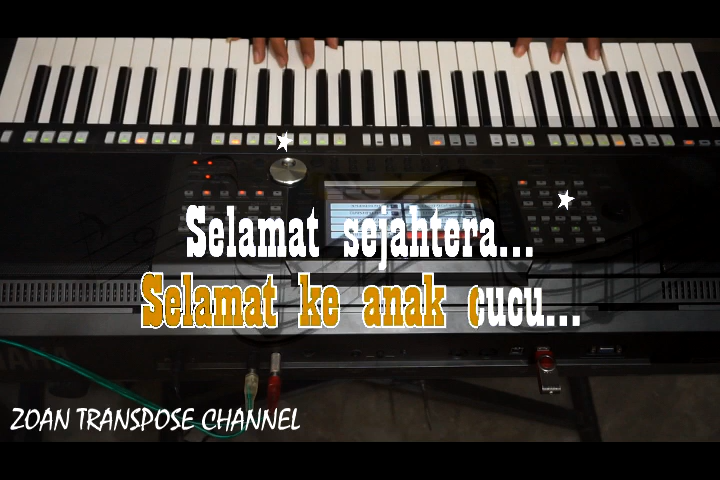 Selamat sejahtera...
Selamat ke anak cucu...
ZOAN TRANSPOSE CHANNEL